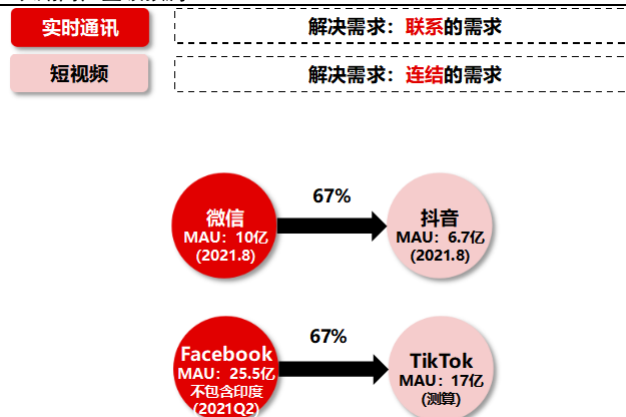 实时通讯
解决需求：联系的需求
短视频
解决需求：连结的需求
67%
微信
MAU：10亿
(2021.8)
抖音
MAU：6.7亿
(2021.8)
67%
Facebook
MAU：25.5亿
不包含印度
(2021Q2)
TikTok
MAU：17亿
(测算)